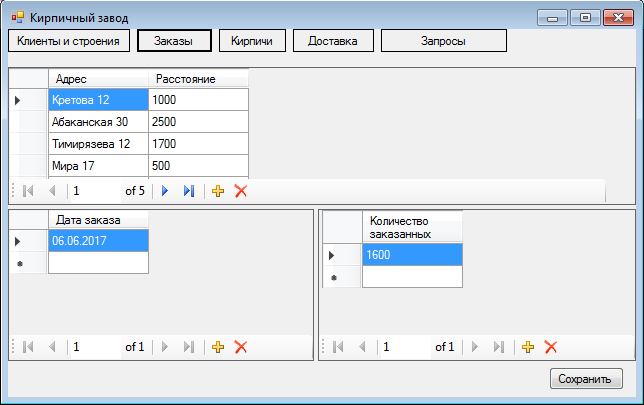 Кирпичный завод
Клиенты и строения Заказы Кирпичи Доставка Запросы
Адрес Расстояние
Кретова 12 1000
Абаканская 30 2500
Тимирязева 12 1700
Мира 17 500
1 of 5
Дата заказа
06.06.2017
1 of 1
Количество
заказанных
1600
1 of 1
Сохранить